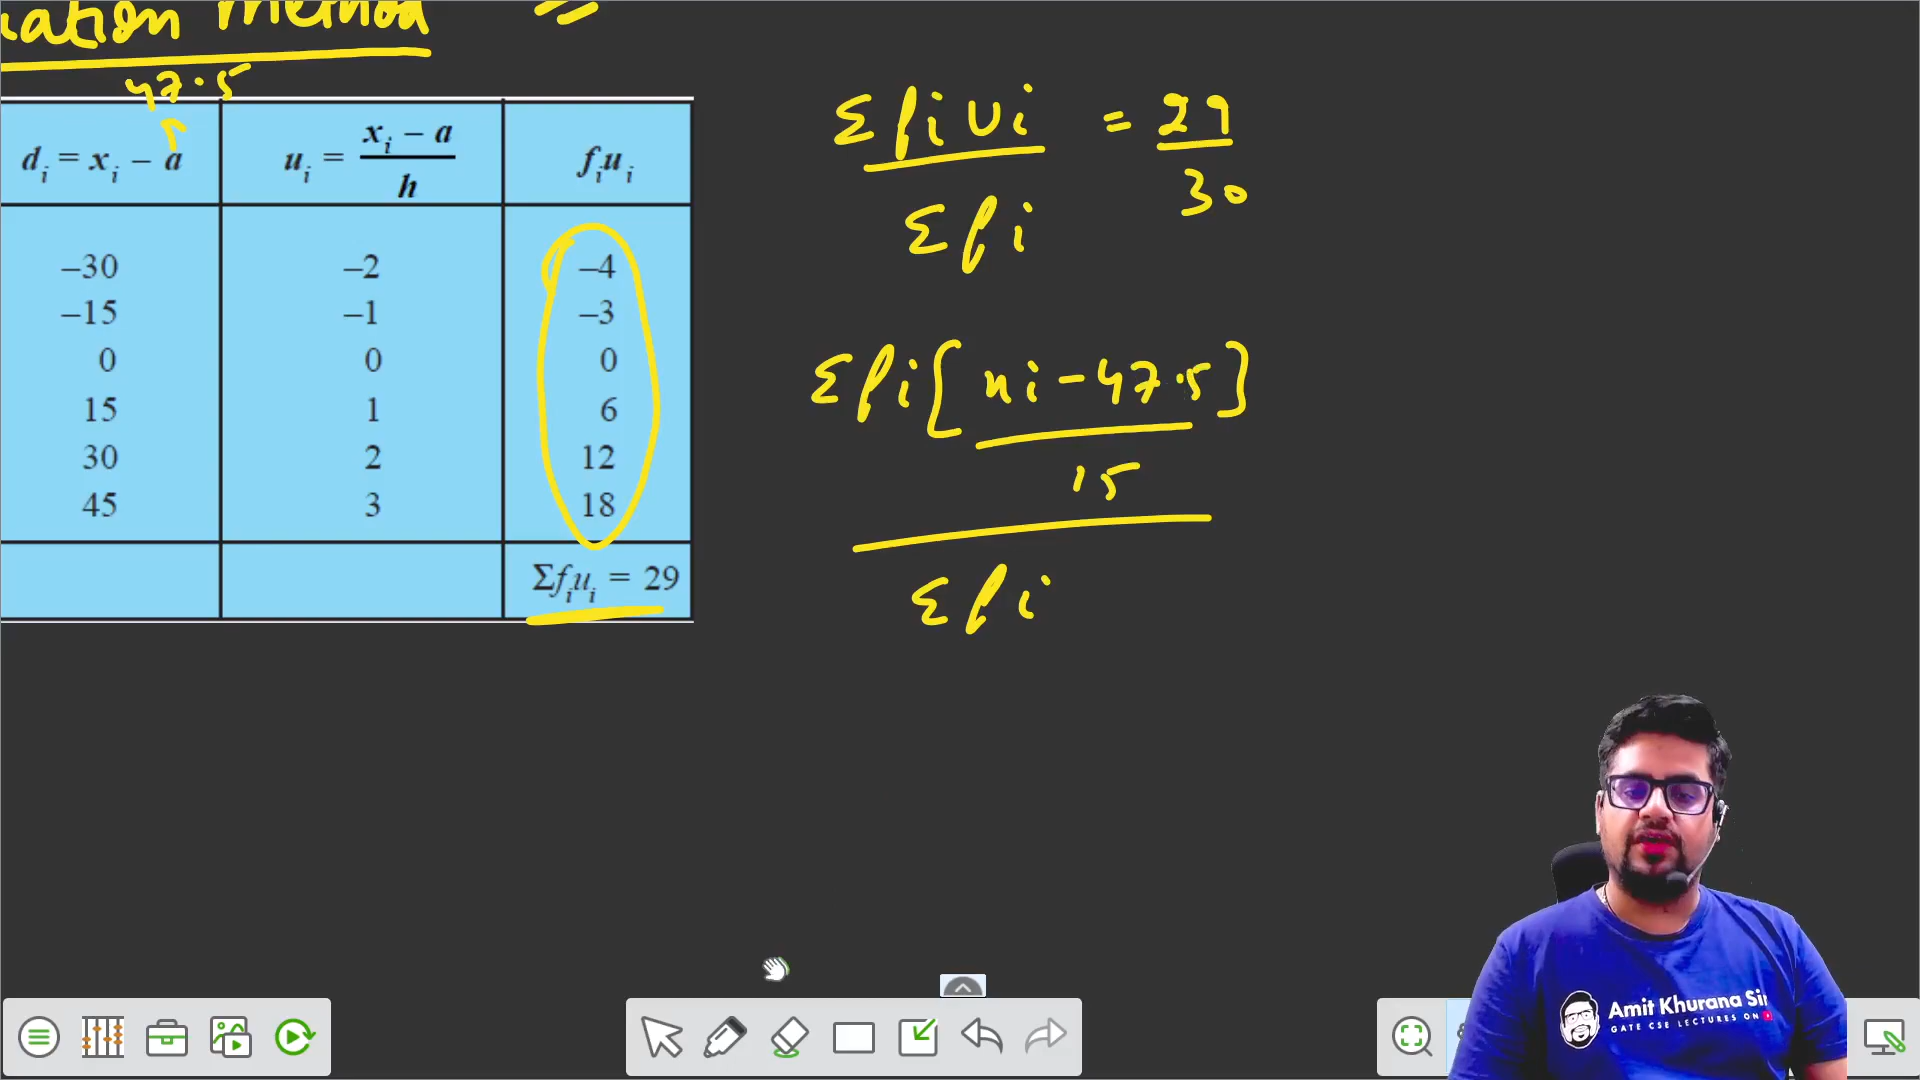 iation Method
47.5
dᵢ = xᵢ – a
uᵢ = (xᵢ – a) / h
fᵢuᵢ
–30 –2 –4
–15 –1 –3
0 0 0
15 1 6
30 2 12
45 3 18
Σfᵢuᵢ = 29
Σfiui = 29
Σfi 30
Σfi[xi-47.5]
15
Σfi
Amit Khurana Sir
GATE CSE LECTURES ON